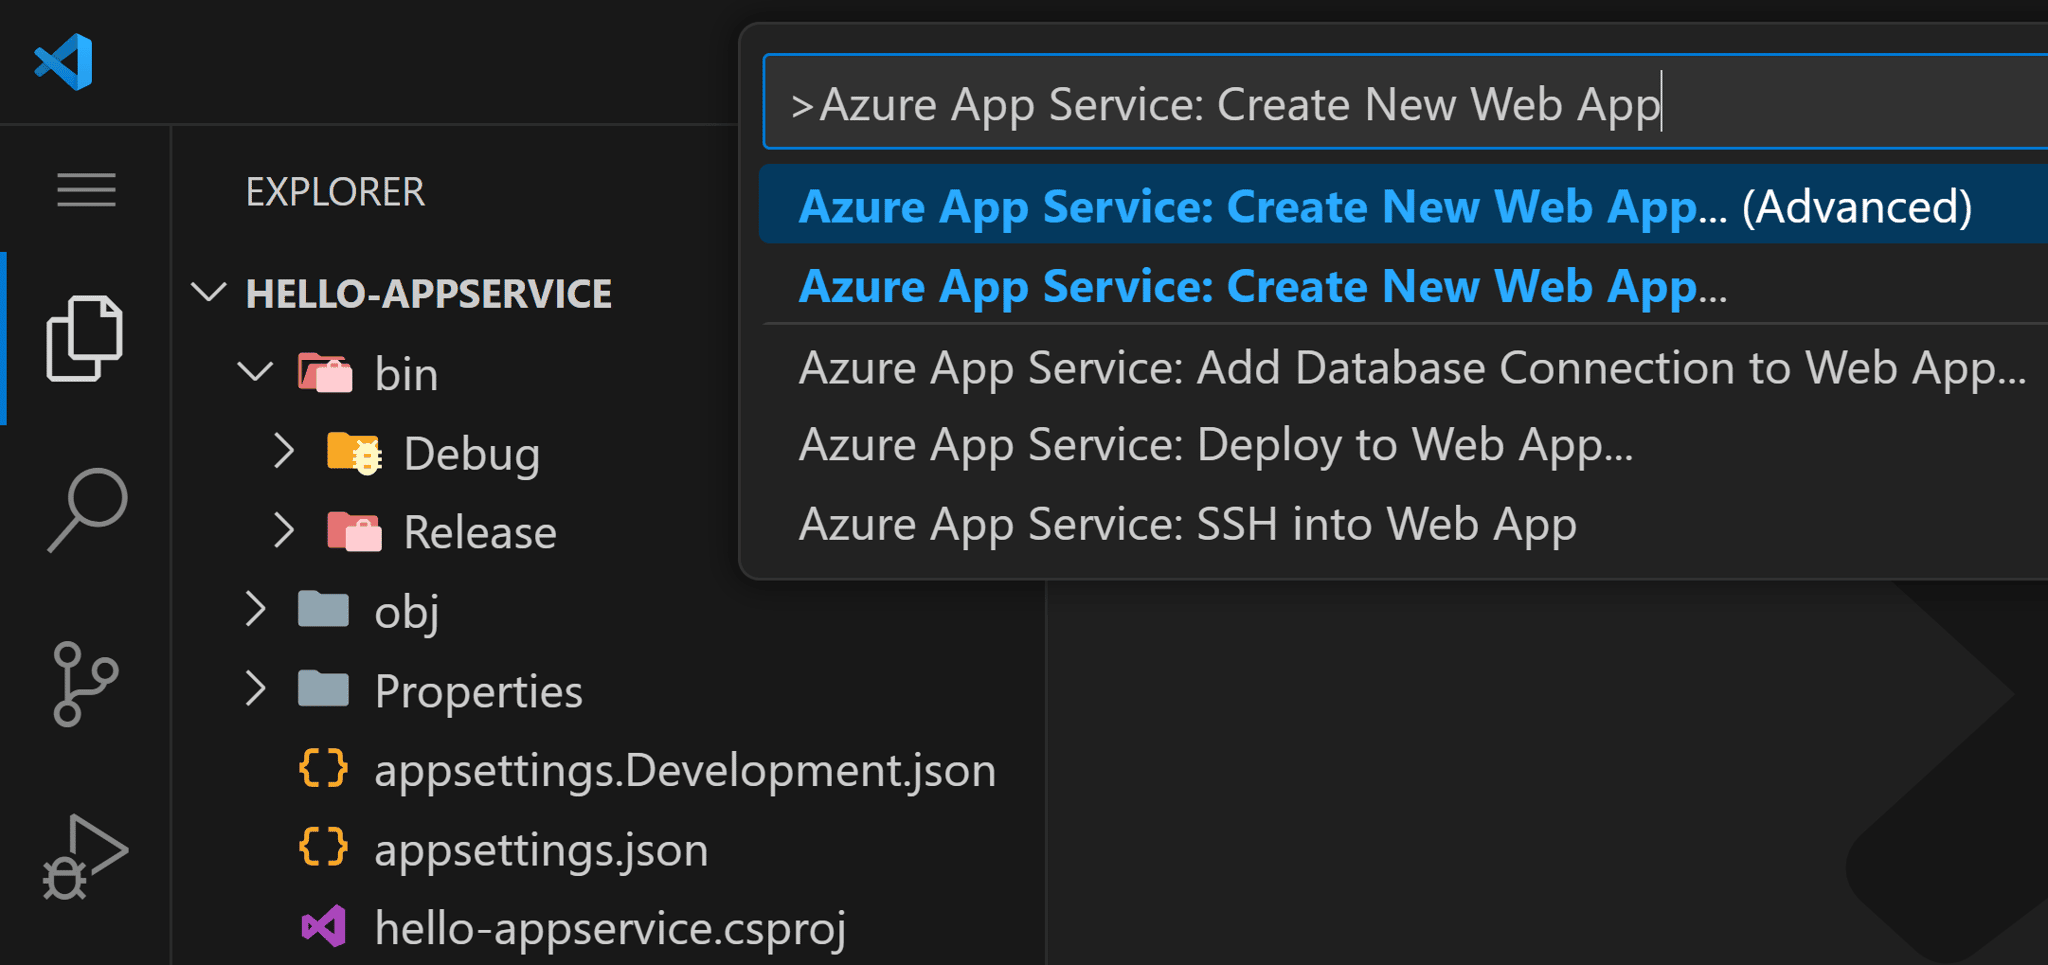 >Azure App Service: Create New Web App
Azure App Service: Create New Web App... (Advanced)
Azure App Service: Create New Web App...
Azure App Service: Add Database Connection to Web App...
Azure App Service: Deploy to Web App...
Azure App Service: SSH into Web App
EXPLORER
HELLO-APPSERVICE
bin
Debug
Release
obj
Properties
{} appsettings.Development.json
{} appsettings.json
hello-appservice.csproj